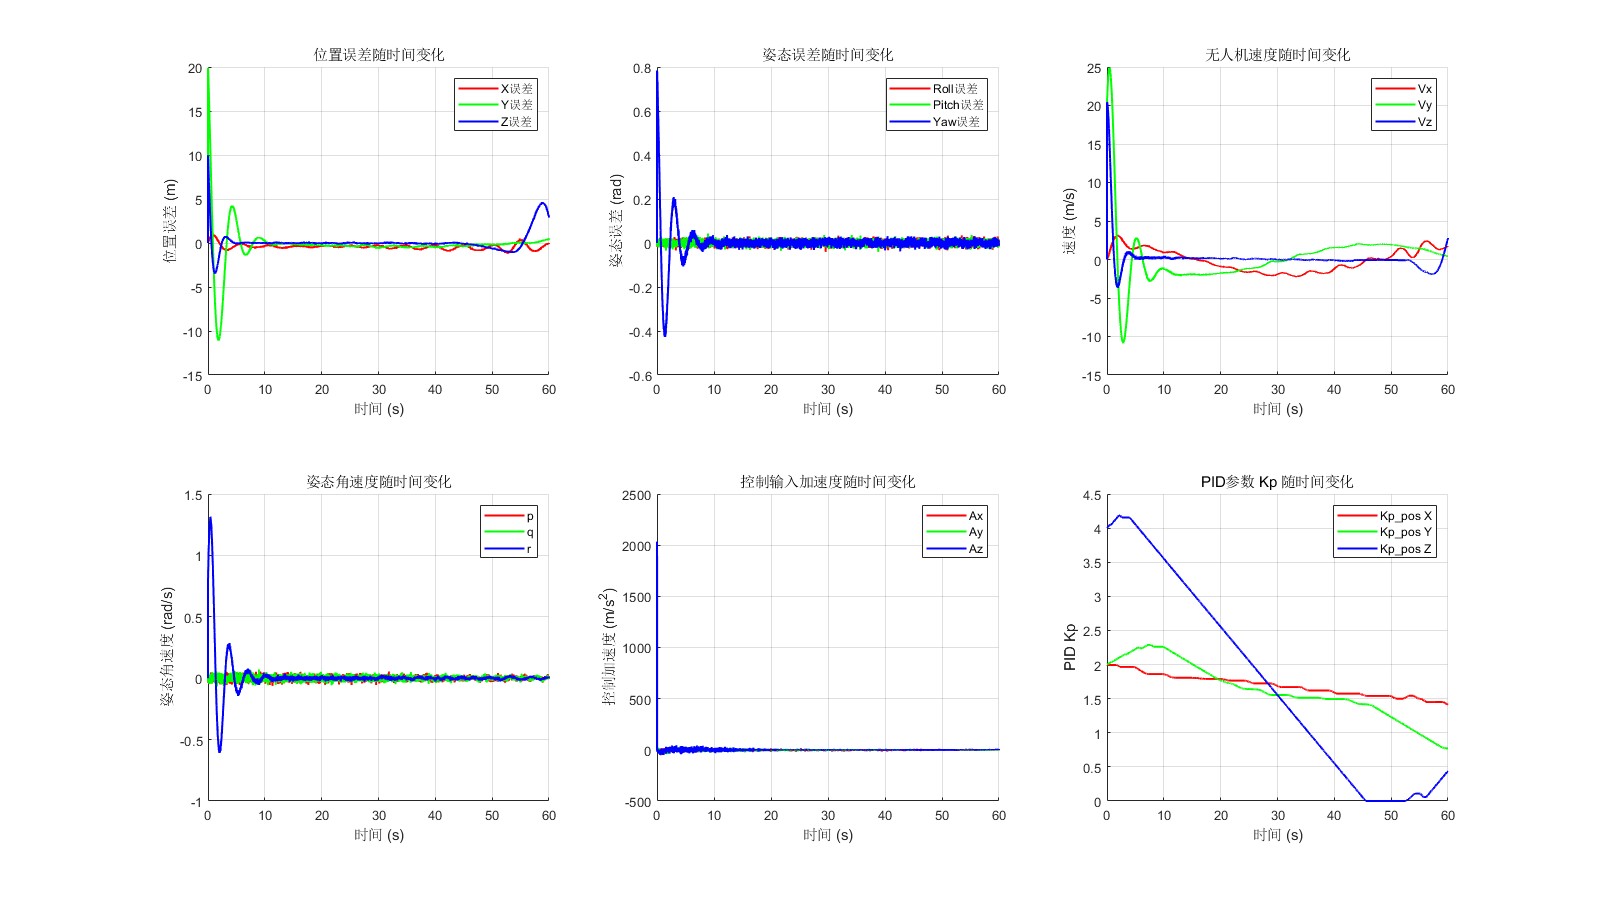 位置误差随时间变化
20
15
10
5
0
-5
-10
-15
位置误差 (m)
X误差
Y误差
Z误差
0 10 20 30 40 50 60
时间 (s)
姿态误差随时间变化
0.8
0.6
0.4
0.2
0
-0.2
-0.4
-0.6
姿态误差 (rad)
Roll误差
Pitch误差
Yaw误差
0 10 20 30 40 50 60
时间 (s)
无人机速度随时间变化
25
20
15
10
5
0
-5
-10
-15
速度 (m/s)
Vx
Vy
Vz
0 10 20 30 40 50 60
时间 (s)
姿态角速度随时间变化
1.5
1
0.5
0
-0.5
-1
姿态角速度 (rad/s)
p
q
r
0 10 20 30 40 50 60
时间 (s)
控制输入加速度随时间变化
2500
2000
1500
1000
500
0
-500
控制加速度 (m/s²)
Ax
Ay
Az
0 10 20 30 40 50 60
时间 (s)
PID参数 Kp 随时间变化
4.5
4
3.5
3
2.5
2
1.5
1
0.5
0
PID Kp
Kp_pos X
Kp_pos Y
Kp_pos Z
0 10 20 30 40 50 60
时间 (s)